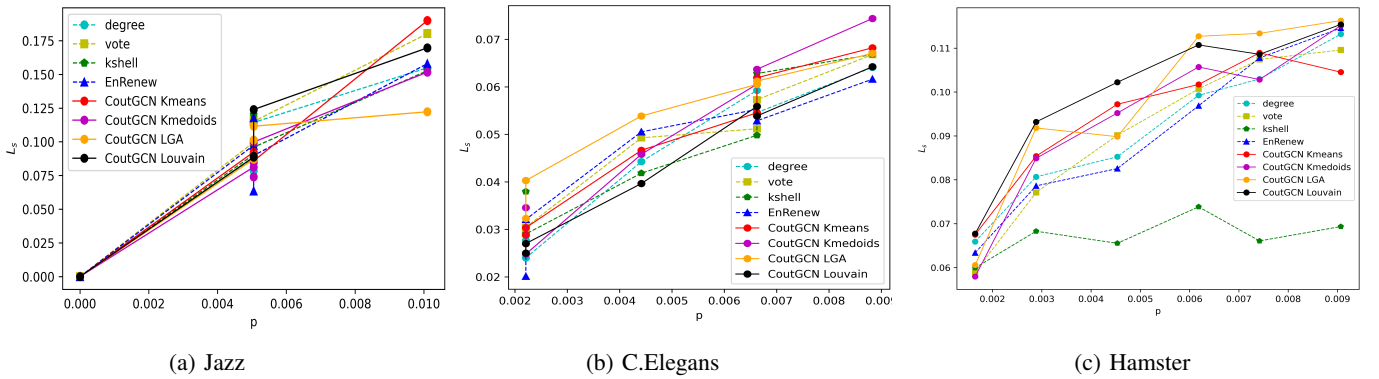 degree
vote
kshell
EnRenew
CoutGCN Kmeans
CoutGCN Kmedoids
CoutGCN LGA
CoutGCN Louvain
0.175
0.150
0.125
0.100
0.075
0.050
0.025
0.000
L_s
0.000 0.002 0.004 0.006 0.008 0.010
p
(a) Jazz
0.07
0.06
0.05
0.04
0.03
0.02
L_s
degree
vote
kshell
EnRenew
CoutGCN Kmeans
CoutGCN Kmedoids
CoutGCN LGA
CoutGCN Louvain
0.002 0.003 0.004 0.005 0.006 0.007 0.008 0.009
p
(b) C.Elegans
0.11
0.10
0.09
0.08
0.07
0.06
L_s
degree
vote
kshell
EnRenew
CoutGCN Kmeans
CoutGCN Kmedoids
CoutGCN LGA
CoutGCN Louvain
0.002 0.003 0.004 0.005 0.006 0.007 0.008 0.009
p
(c) Hamster